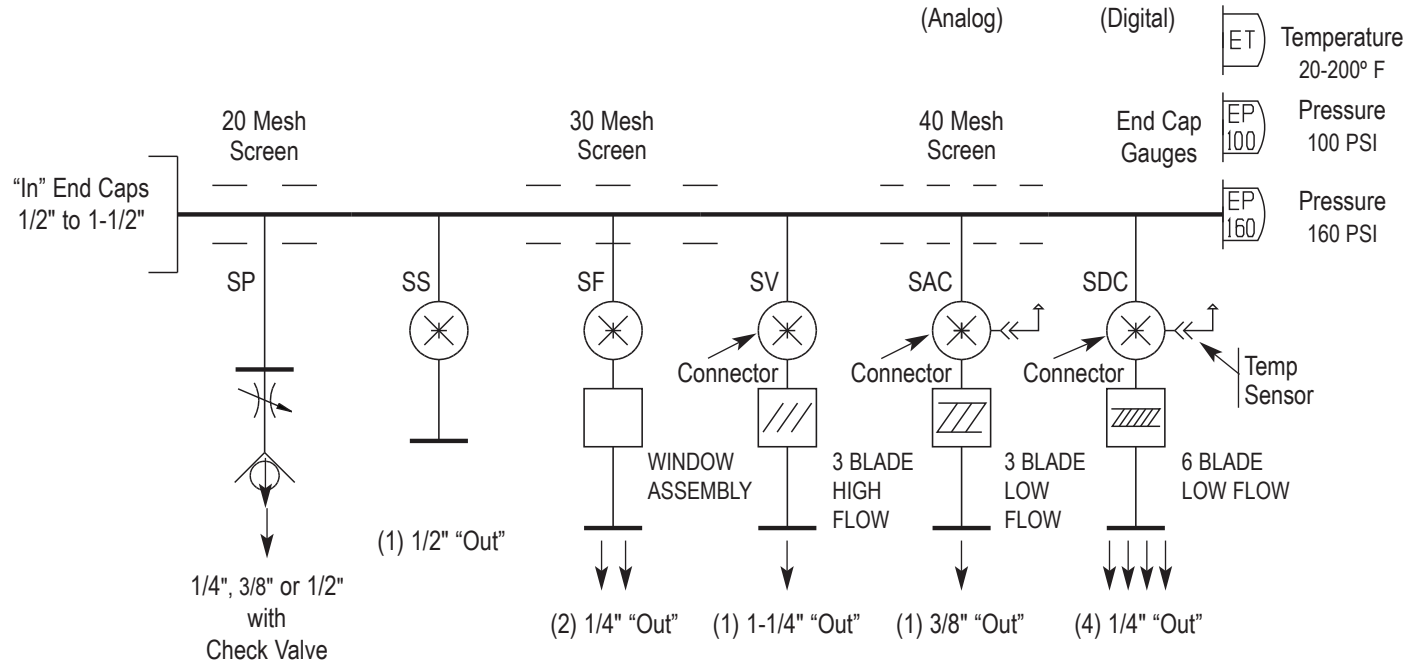 (Analog)
(Digital)
ET
Temperature
20-200º F
20 Mesh
Screen
30 Mesh
Screen
40 Mesh
Screen
End Cap
Gauges
EP
100
Pressure
100 PSI
“In” End Caps
1/2" to 1-1/2"
EP
160
Pressure
160 PSI
SP
SS
SF
SV
SAC
SDC
Connector
Connector
Connector
Temp
Sensor
WINDOW
ASSEMBLY
3 BLADE
HIGH
FLOW
3 BLADE
LOW
FLOW
6 BLADE
LOW FLOW
(1) 1/2" “Out”
1/4", 3/8" or 1/2"
with
Check Valve
(2) 1/4" “Out”
(1) 1-1/4" “Out”
(1) 3/8" “Out”
(4) 1/4" “Out”